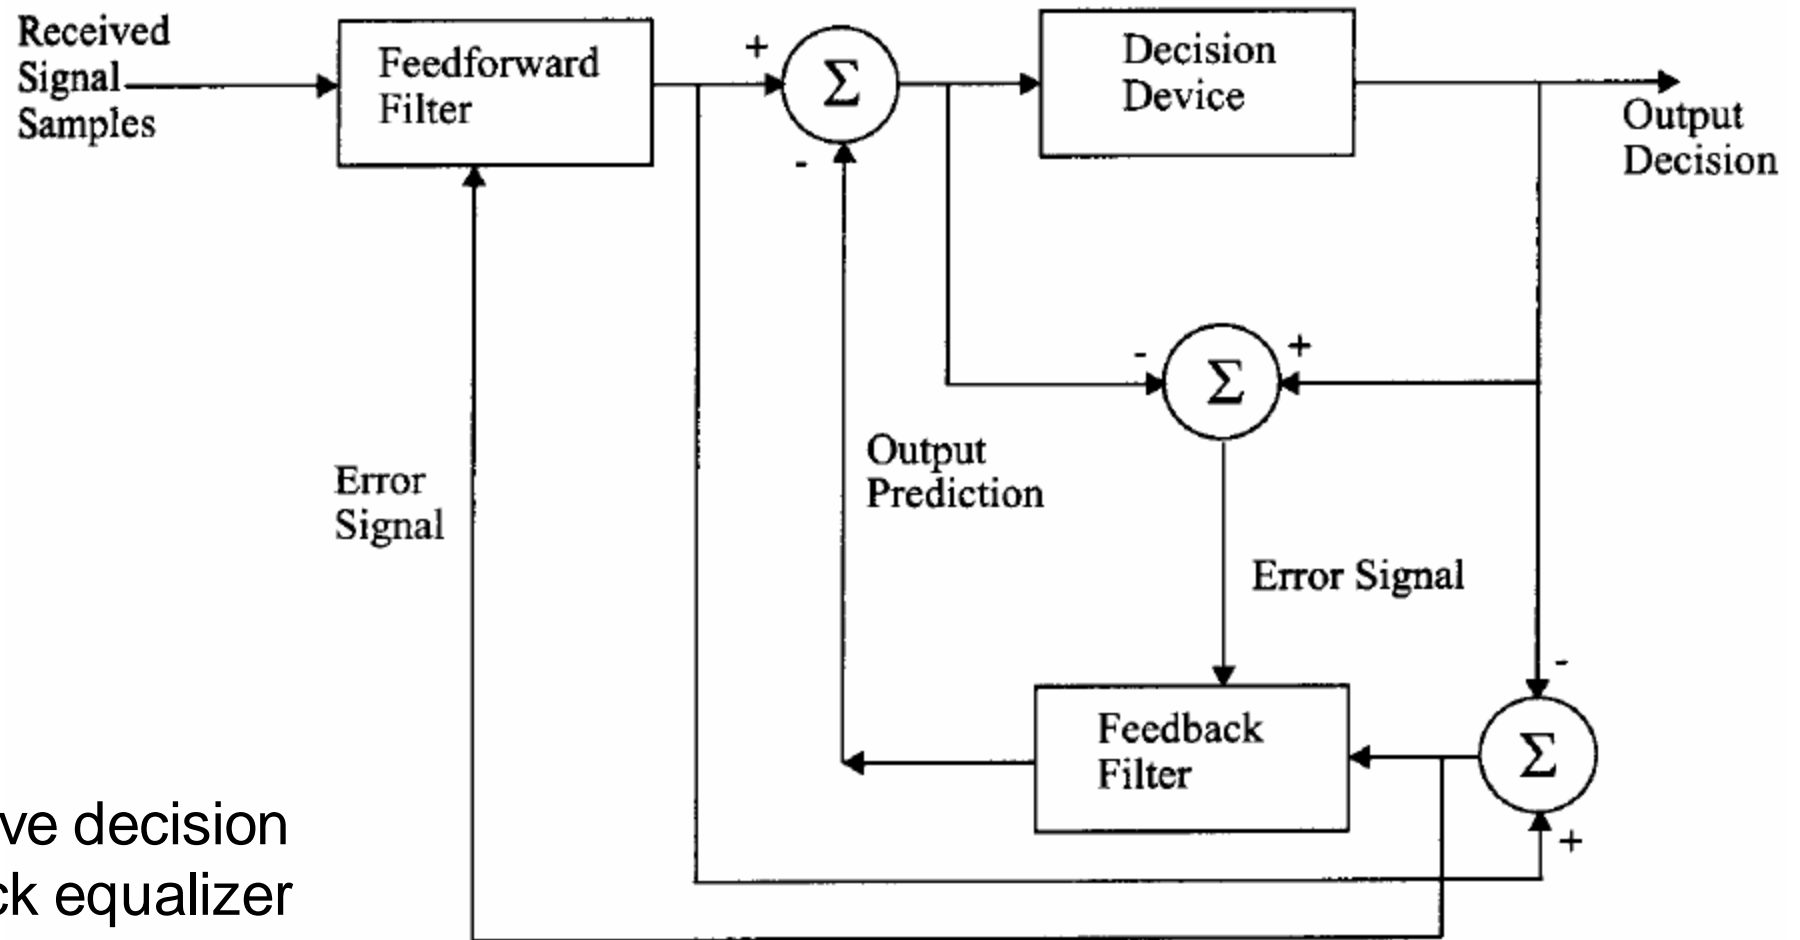 Received
Signal
Samples
Feedforward
Filter
+
Σ
-
Decision
Device
Output
Decision
-
Σ
+
Output
Prediction
Error
Signal
Error Signal
Feedback
Filter
-
Σ
+
ve decision
ck equalizer